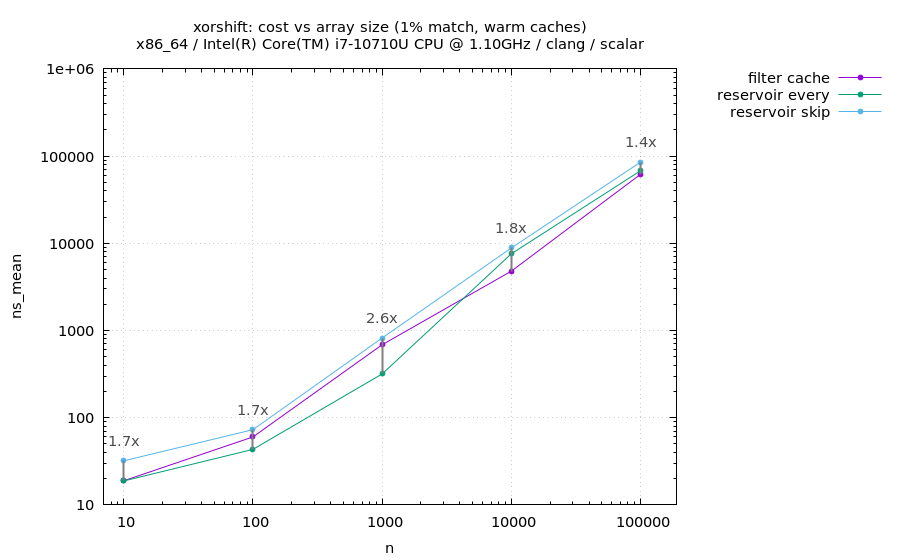 xorshift: cost vs array size (1% match, warm caches)
x86_64 / Intel(R) Core(TM) i7-10710U CPU @ 1.10GHz / clang / scalar
1e+06
100000
10000
1000
100
10
ns_mean
1.7x
1.7x
2.6x
1.8x
1.4x
filter cache
reservoir every
reservoir skip
10
100
1000
10000
100000
n